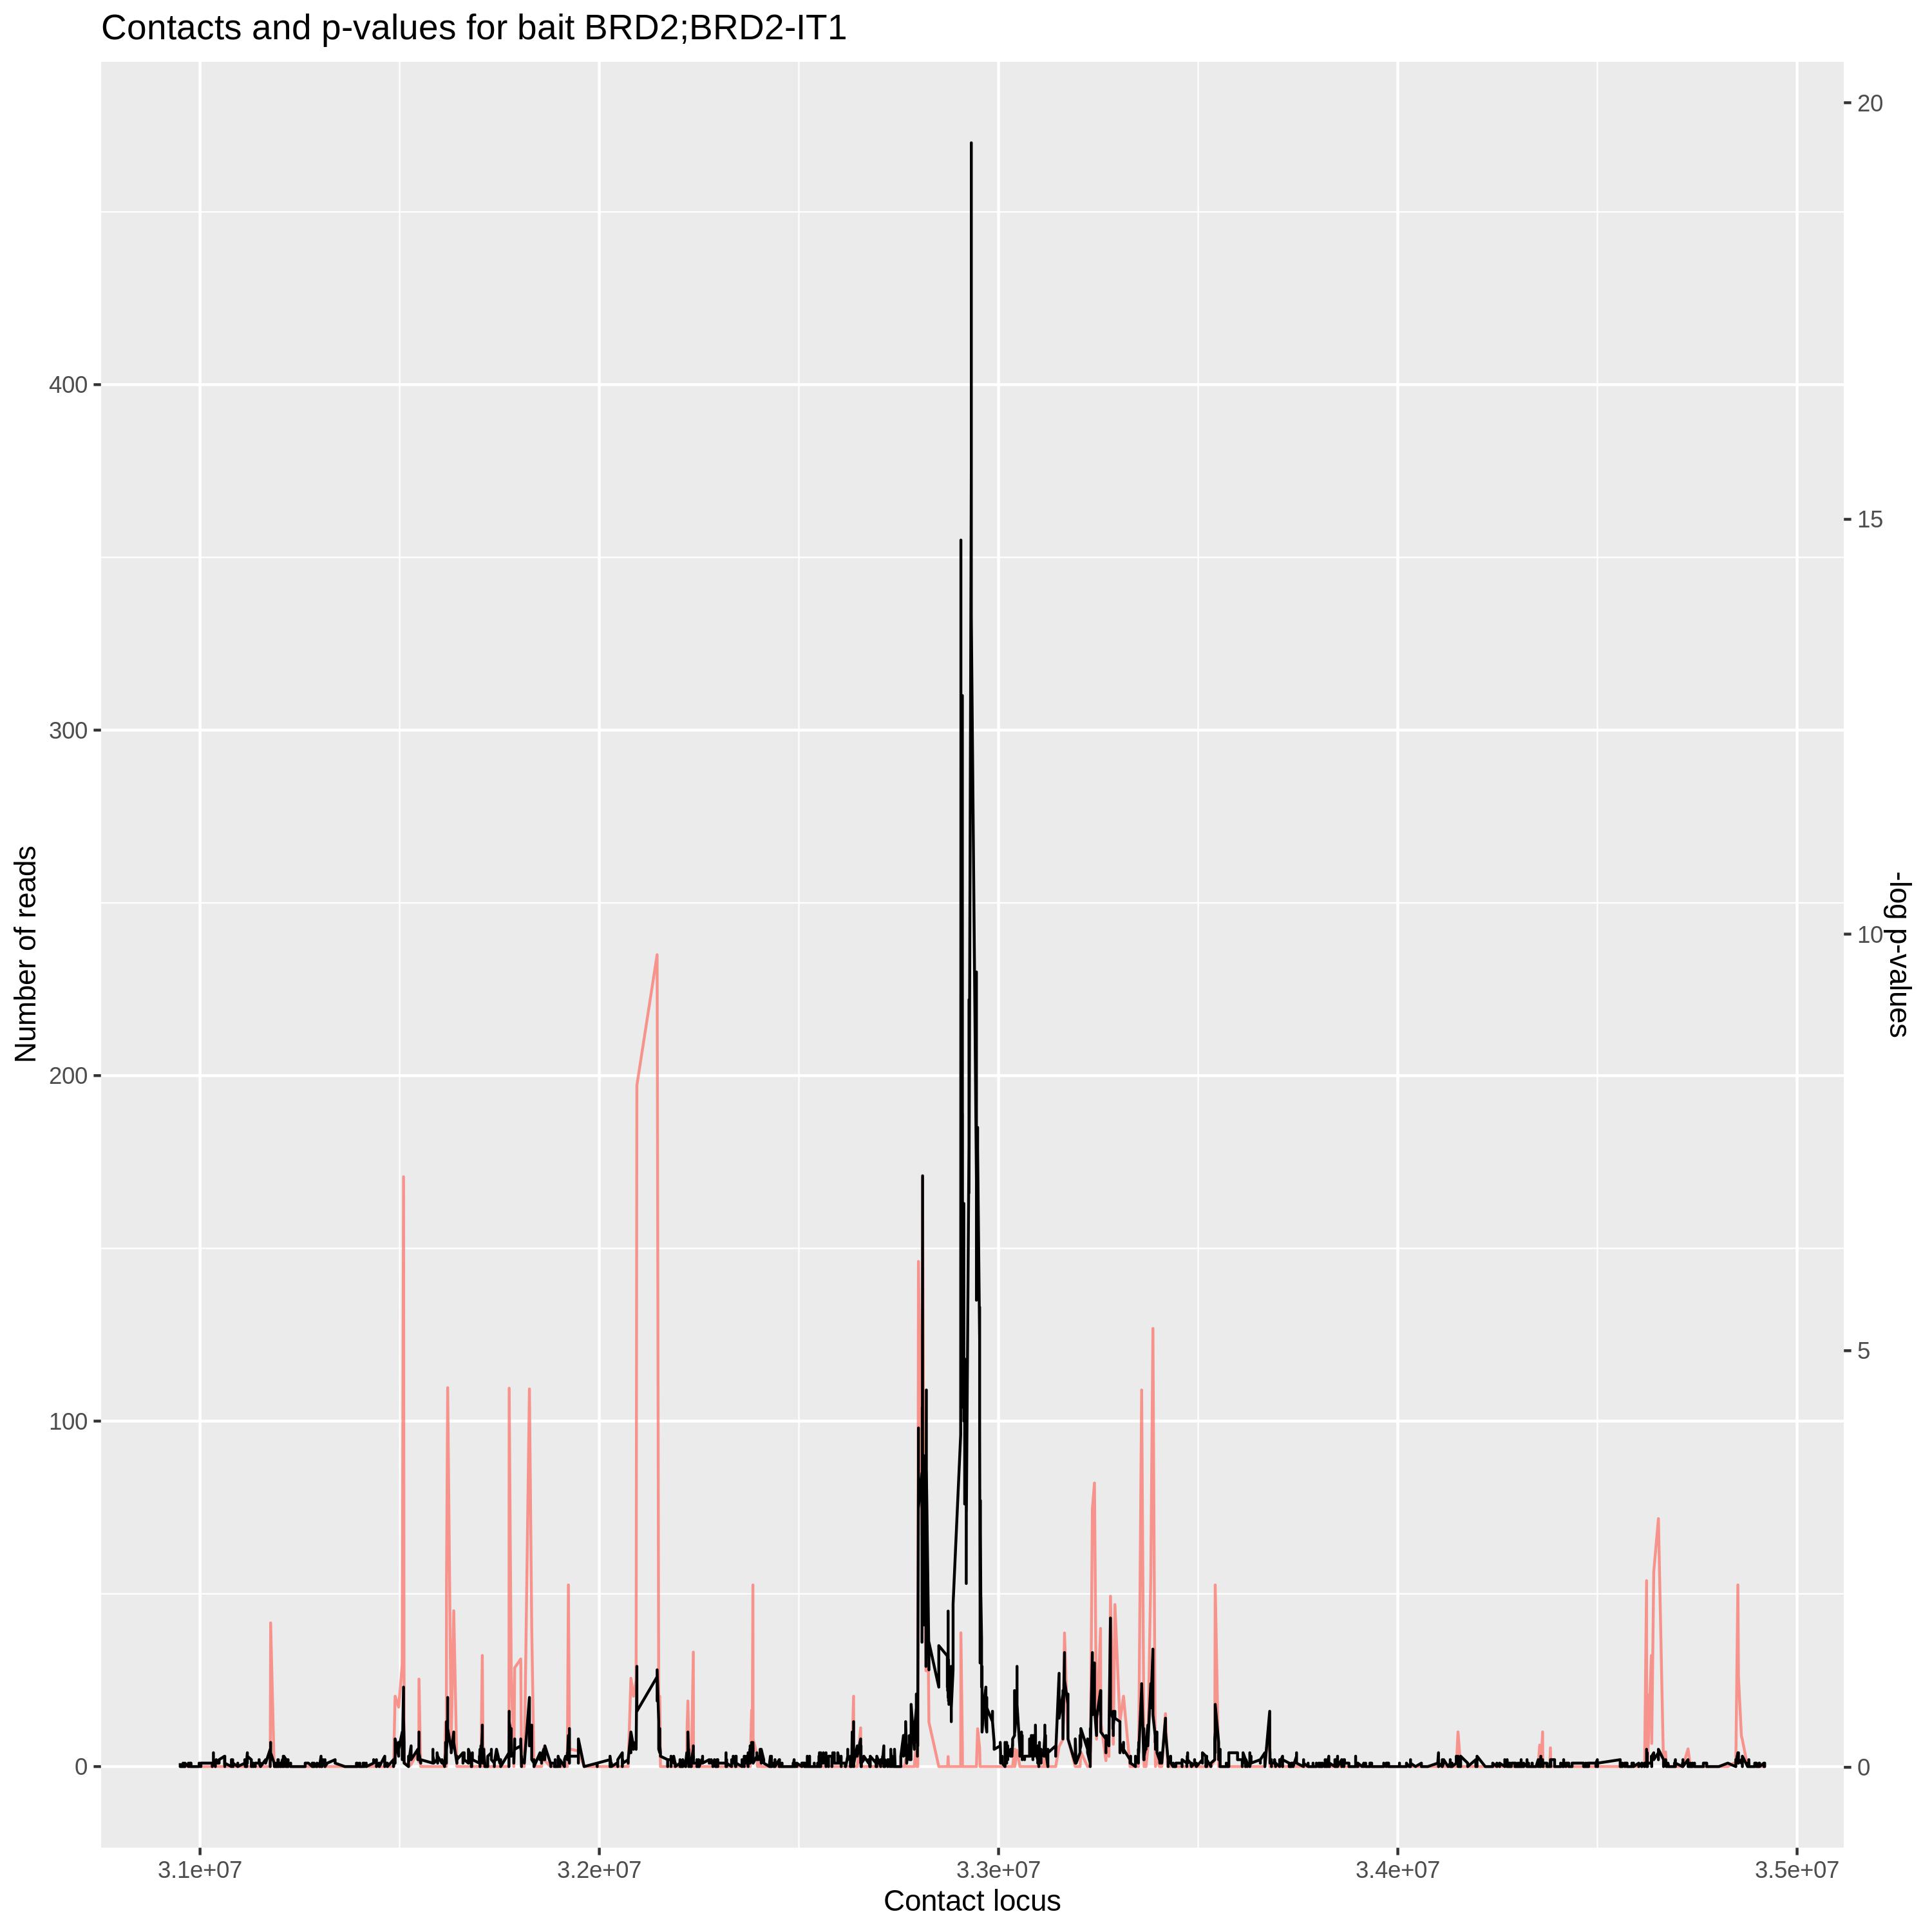 Contacts and p-values for bait BRD2;BRD2-IT1
Number of reads
400
300
200
100
0
20
15
10
5
0
-log p-values
3.1e+07
3.2e+07
3.3e+07
3.4e+07
3.5e+07
Contact locus